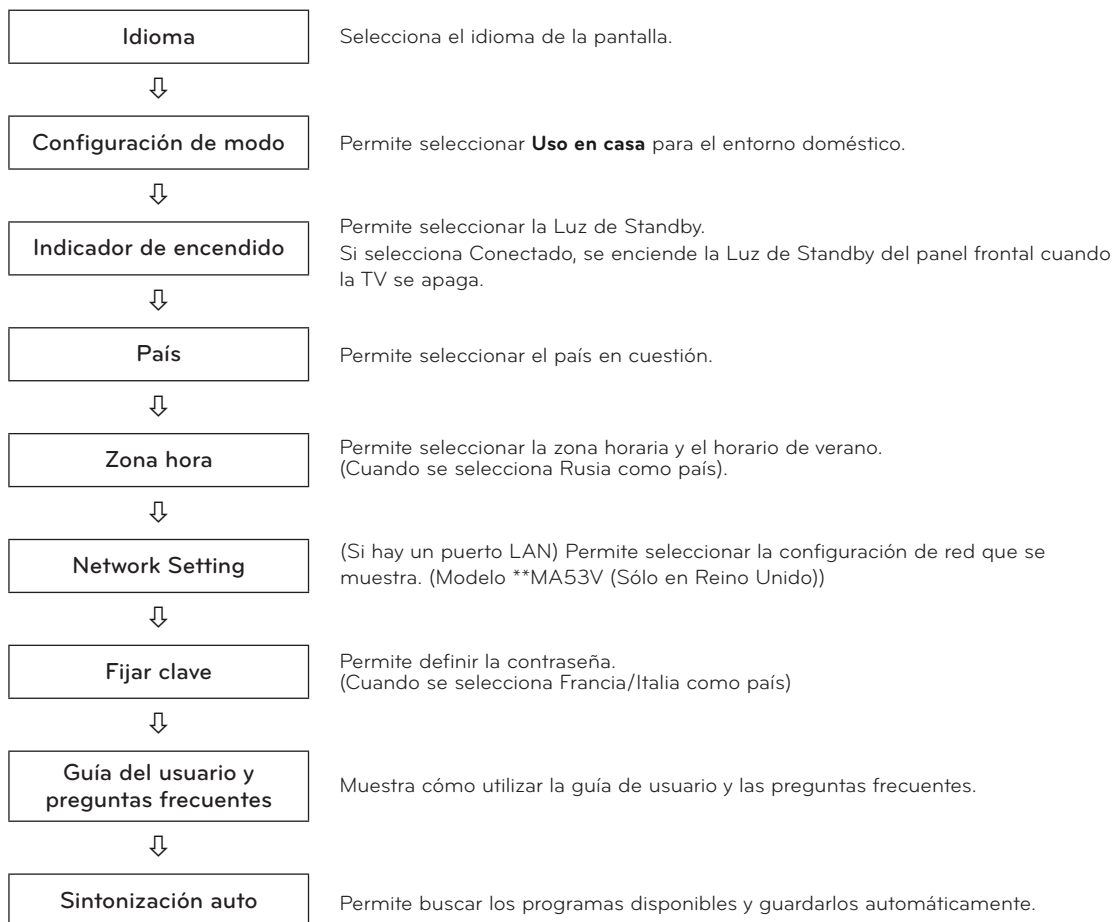 Idioma
Selecciona el idioma de la pantalla.
Configuración de modo
Permite seleccionar Uso en casa para el entorno doméstico.
Indicador de encendido
Permite seleccionar la Luz de Standby.
Si selecciona Conectado, se enciende la Luz de Standby del panel frontal cuando
la TV se apaga.
País
Permite seleccionar el país en cuestión.
Zona hora
Permite seleccionar la zona horaria y el horario de verano.
(Cuando se selecciona Rusia como país).
Network Setting
(Si hay un puerto LAN) Permite seleccionar la configuración de red que se
muestra. (Modelo **MA53V (Sólo en Reino Unido))
Fijar clave
Permite definir la contraseña.
(Cuando se selecciona Francia/Italia como país)
Guía del usuario y
preguntas frecuentes
Muestra cómo utilizar la guía de usuario y las preguntas frecuentes.
Sintonización auto
Permite buscar los programas disponibles y guardarlos automáticamente.